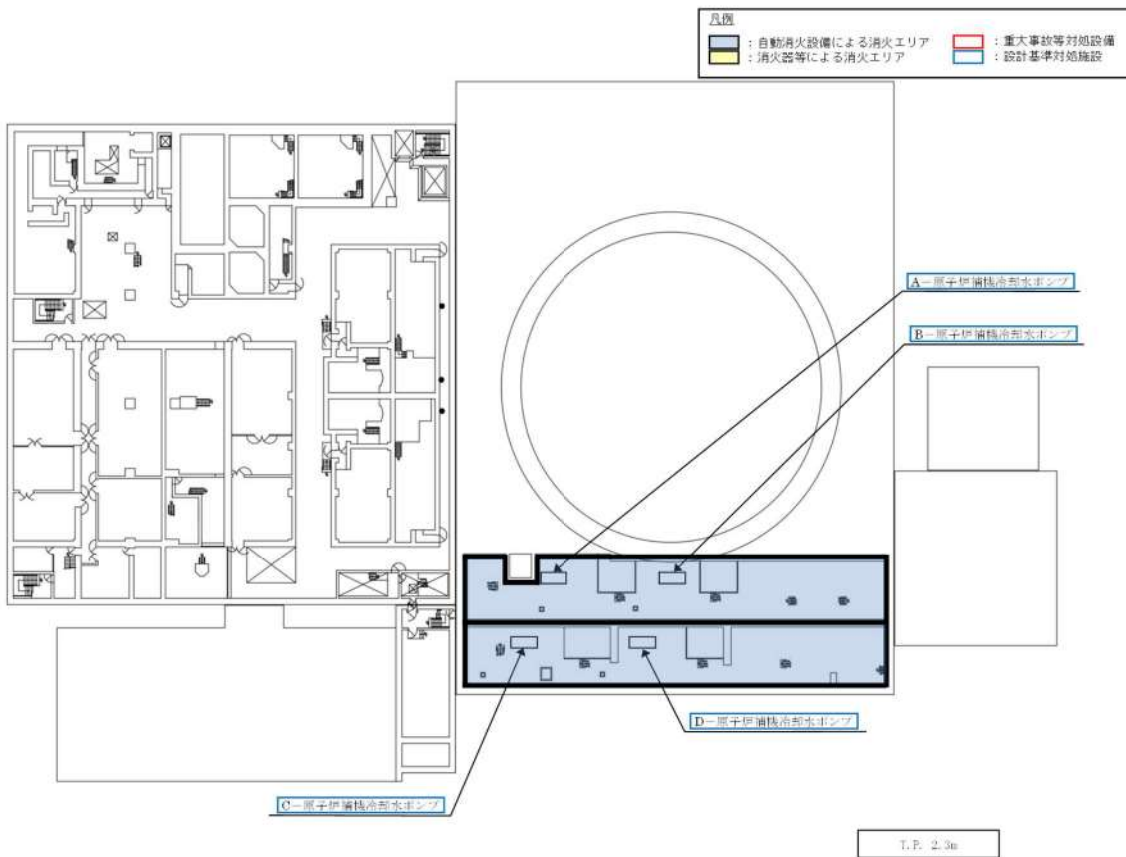 凡例
：自動消火設備による消火エリア
：重大事故等対処設備
：消火器等による消火エリア
：設計基準対処施設
A－原子炉補機冷却水ポンプ
B－原子炉補機冷却水ポンプ
D－原子炉補機冷却水ポンプ
C－原子炉補機冷却水ポンプ
T.P. 2.3m